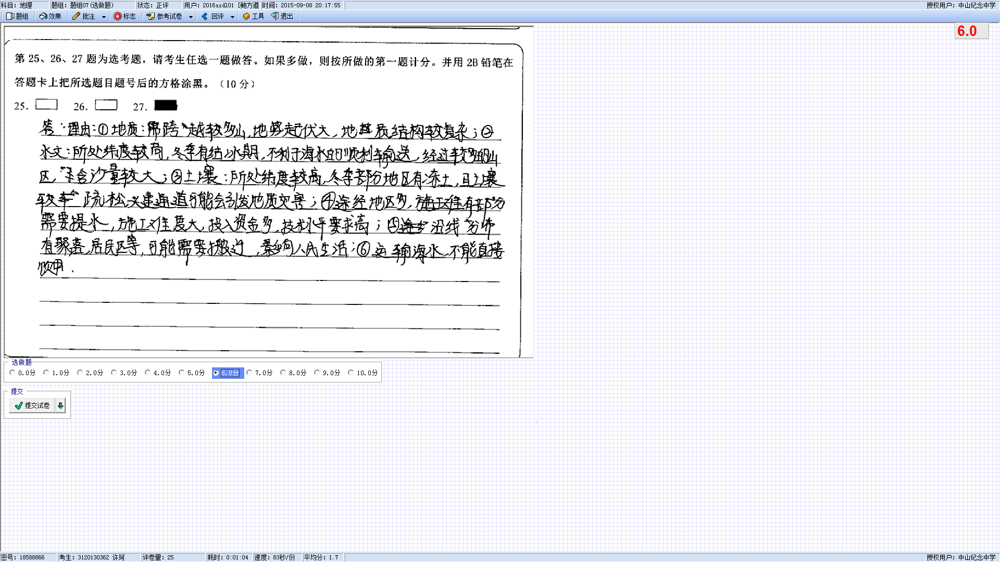 科目: 地理 题组: 题组07(选做题) 状态: 正评 用户: 2016szdl01 [鲍方道 时间: 2015-09-08 20:17:55 授权用户: 中山纪念中学
题组 效果 批注 标志 参考试卷 回评 工具 退出
6.0
第 25、26、27 题为选考题，请考生任选一题做答。如果多做，则按所做的第一题计分。并用 2B 铅笔在
答题卡上把所选题目题号后的方格涂黑。（10 分）
25. 26. 27.
答：理由：①地质：需跨越较多山，地势起伏大，地质结构较复杂；②
水文：所处纬度较高，冬季有结冰期，不利于海水的顺利输送，经过较多的山
区，含沙量较大；③土壤：所处纬度较高，冬季部分地区有冻土，且土壤
较 疏松，建通道可能会引发地质灾害；④途经地区多，有部分
需要提水，施工难度大，投入资金多，技术水平要求高；⑤沿线分布
有聚落、居民区等，可能需要搬迁，影响人民生活；⑥运输海水，不能直接
饮用．
选做题
0.0分 1.0分 2.0分 3.0分 4.0分 5.0分 6.0分 7.0分 8.0分 9.0分 10.0分
提交
提交试卷
密号: 18588866 考生: 3120130362 许珂 评卷量: 25 耗时: 0:01:04 速度: 83秒/份 平均分: 1.7 授权用户: 中山纪念中学